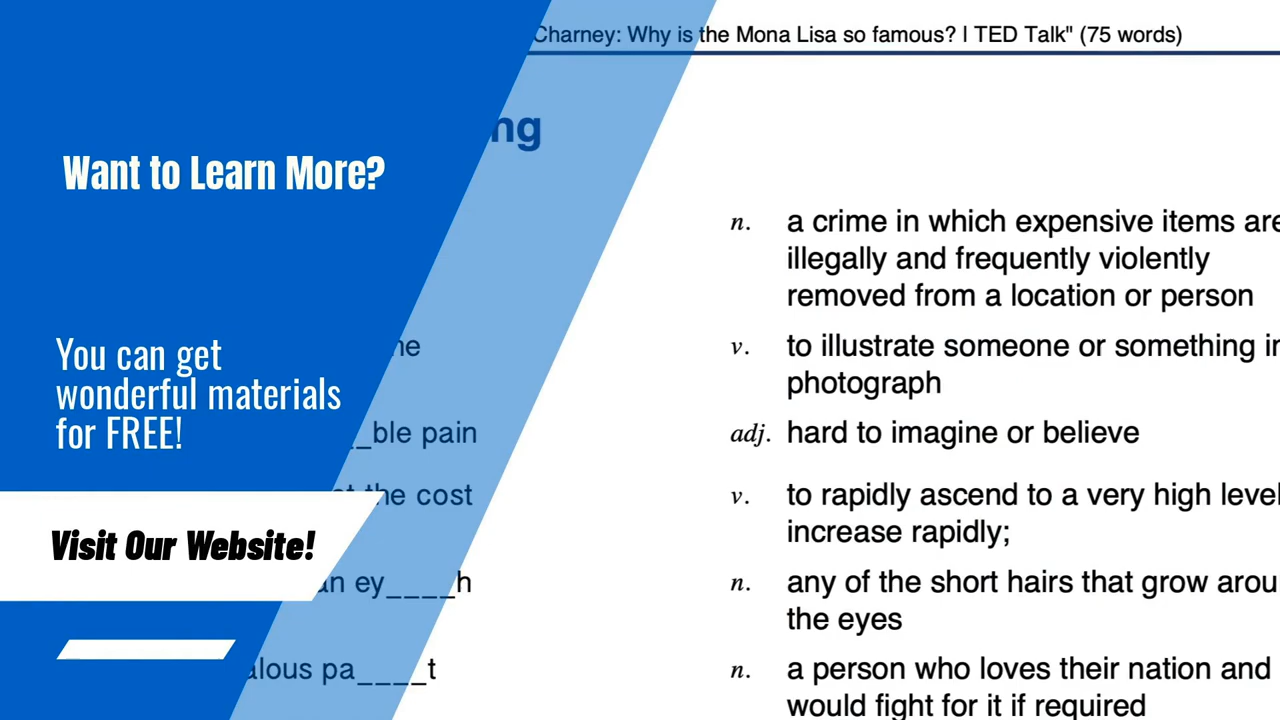 Charney: Why is the Mona Lisa so famous? | TED Talk" (75 words)
ng
Want to Learn More?
You can get
wonderful materials
for FREE!
Visit Our Website!
n. a crime in which expensive items are
illegally and frequently violently
removed from a location or person
he
v. to illustrate someone or something in
photograph
_ble pain
adj. hard to imagine or believe
the cost
v. to rapidly ascend to a very high level
increase rapidly;
an ey____h
n. any of the short hairs that grow arou
the eyes
alous pa____t
n. a person who loves their nation and
would fight for it if required